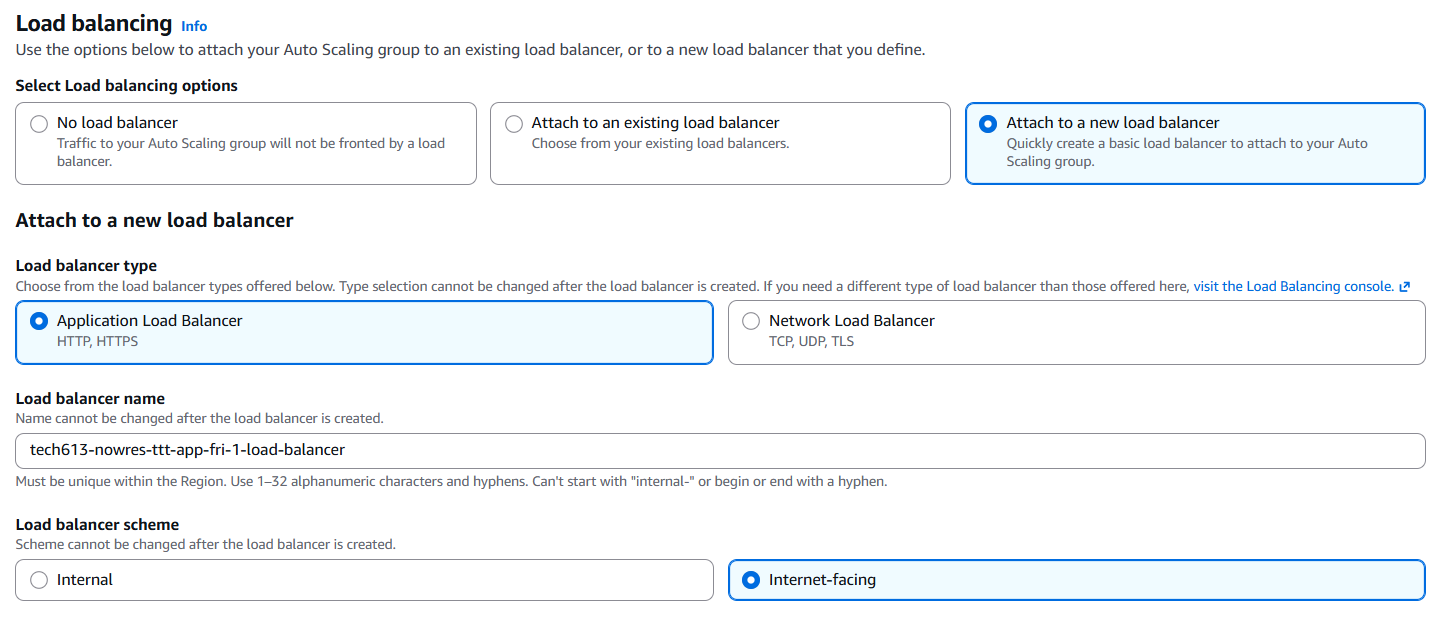 Load balancing Info
Use the options below to attach your Auto Scaling group to an existing load balancer, or to a new load balancer that you define.
Select Load balancing options
No load balancer
Traffic to your Auto Scaling group will not be fronted by a load
balancer.
Attach to an existing load balancer
Choose from your existing load balancers.
Attach to a new load balancer
Quickly create a basic load balancer to attach to your Auto
Scaling group.
Attach to a new load balancer
Load balancer type
Choose from the load balancer types offered below. Type selection cannot be changed after the load balancer is created. If you need a different type of load balancer than those offered here, visit the Load Balancing console.
Application Load Balancer
HTTP, HTTPS
Network Load Balancer
TCP, UDP, TLS
Load balancer name
Name cannot be changed after the load balancer is created.
tech613-nowres-ttt-app-fri-1-load-balancer
Must be unique within the Region. Use 1–32 alphanumeric characters and hyphens. Can't start with "internal-" or begin or end with a hyphen.
Load balancer scheme
Scheme cannot be changed after the load balancer is created.
Internal
Internet-facing